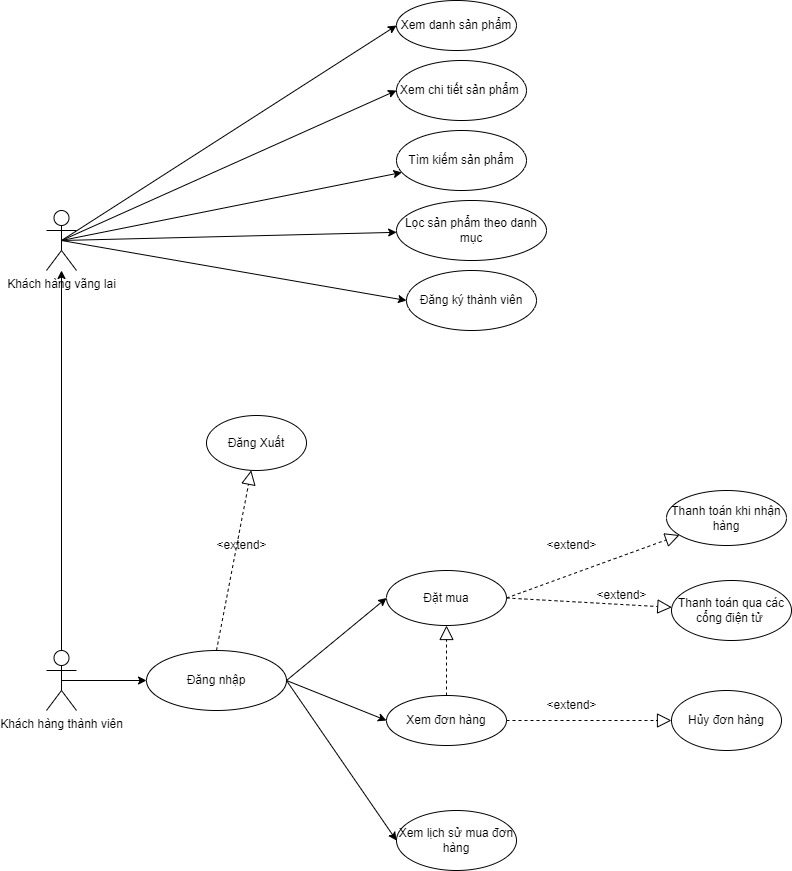 Xem danh sản phẩm
Xem chi tiết sản phẩm
Tìm kiếm sản phẩm
Lọc sản phẩm theo danh
mục
Khách hàng vãng lai
Đăng ký thành viên
Đăng Xuất
<extend>
Thanh toán khi nhận
hàng
<extend>
<extend>
Đặt mua
Thanh toán qua các
cổng điện tử
Đăng nhập
Khách hàng thành viên
Xem đơn hàng
<extend>
Hủy đơn hàng
Xem lịch sử mua đơn
hàng